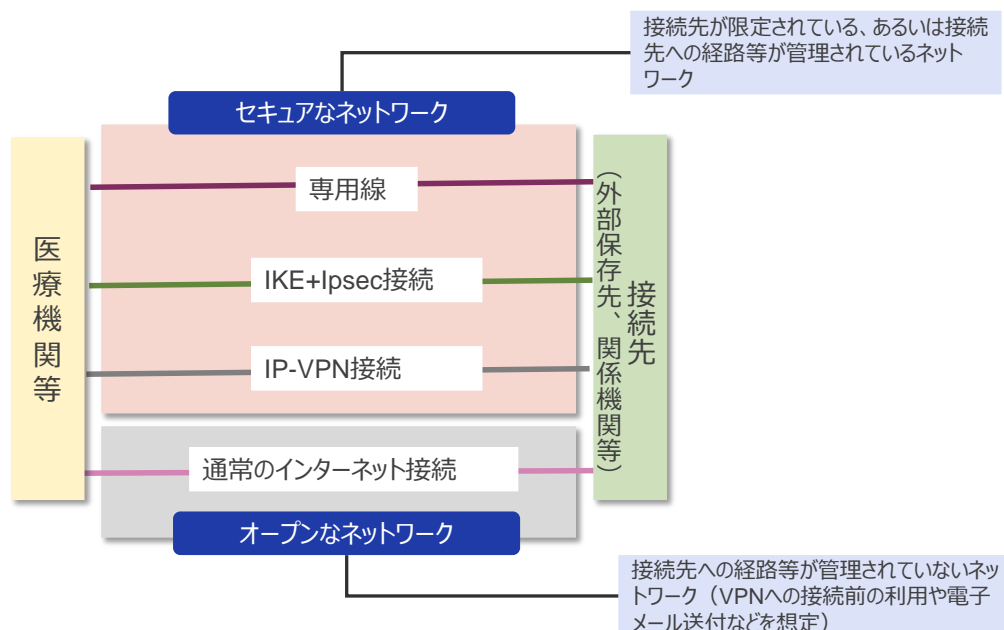 接続先が限定されている、あるいは接続
先への経路等が管理されているネット
ワーク
セキュアなネットワーク
医療機関等
専用線
IKE+Ipsec接続
IP-VPN接続
通常のインターネット接続
接続先
（外部保存先、関係機関等）
オープンなネットワーク
接続先への経路等が管理されていないネッ
トワーク（VPNへの接続前の利用や電子
メール送付などを想定）